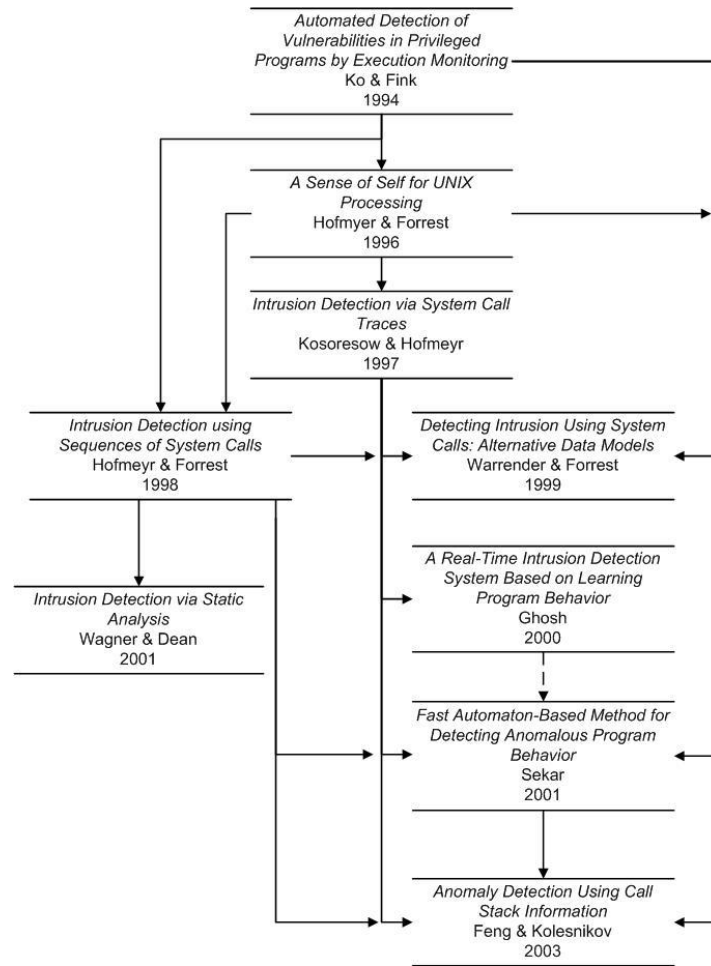 Automated Detection of
Vulnerabilities in Privileged
Programs by Execution Monitoring
Ko & Fink
1994
A Sense of Self for UNIX
Processing
Hofmyer & Forrest
1996
Intrusion Detection via System Call
Traces
Kosoresow & Hofmeyr
1997
Intrusion Detection using
Sequences of System Calls
Hofmeyr & Forrest
1998
Detecting Intrusion Using System
Calls: Alternative Data Models
Warrender & Forrest
1999
A Real-Time Intrusion Detection
System Based on Learning
Program Behavior
Ghosh
2000
Intrusion Detection via Static
Analysis
Wagner & Dean
2001
Fast Automaton-Based Method for
Detecting Anomalous Program
Behavior
Sekar
2001
Anomaly Detection Using Call
Stack Information
Feng & Kolesnikov
2003